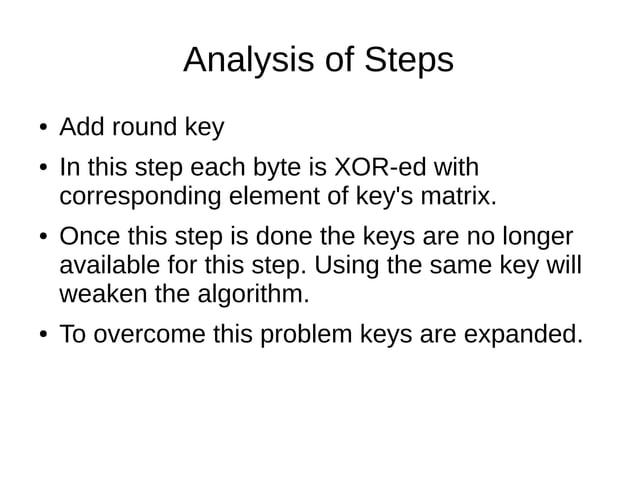 Analysis of Steps
• Add round key
• In this step each byte is XOR-ed with
corresponding element of key's matrix.
• Once this step is done the keys are no longer
available for this step. Using the same key will
weaken the algorithm.
• To overcome this problem keys are expanded.